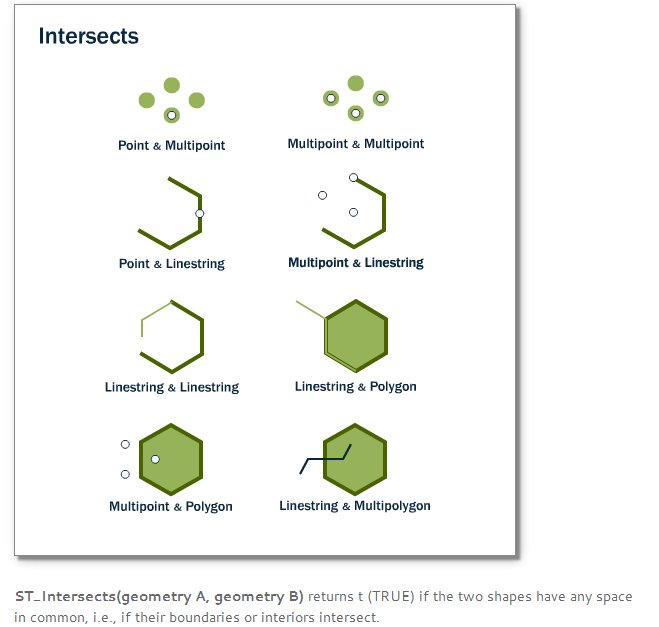 Intersects
Point & Multipoint
Multipoint & Multipoint
Point & Linestring
Multipoint & Linestring
Linestring & Linestring
Linestring & Polygon
Multipoint & Polygon
Linestring & Multipolygon
ST_Intersects(geometry A, geometry B) returns t (TRUE) if the two shapes have any space
in common, i.e., if their boundaries or interiors intersect.